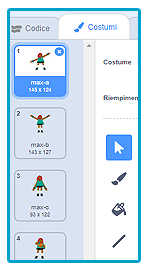 Codice
Costumi
1
max-a
145 x 124
Costume
2
max-b
143 x 127
Riempimen
3
max-c
93 x 122
4